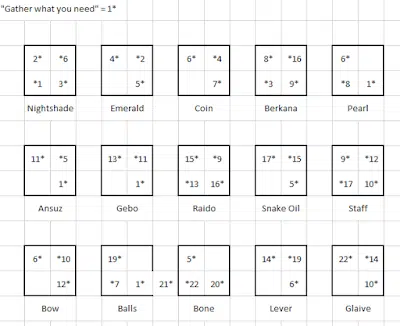 "Gather what you need" = 1*
2* *6 4* *2 6* *4 8* *16 6*
*1 3* 5* 7* *3 9* *8 1*
Nightshade Emerald Coin Berkana Pearl
11* *5 13* *11 15* *9 17* *15 9* *12
1* 1* *13 16* 5* *17 10*
Ansuz Gebo Raido Snake Oil Staff
6* *10 19* 5* 14* *19 22* *14
12* *7 1* 21* *22 20* 6* 10*
Bow Balls Bone Lever Glaive